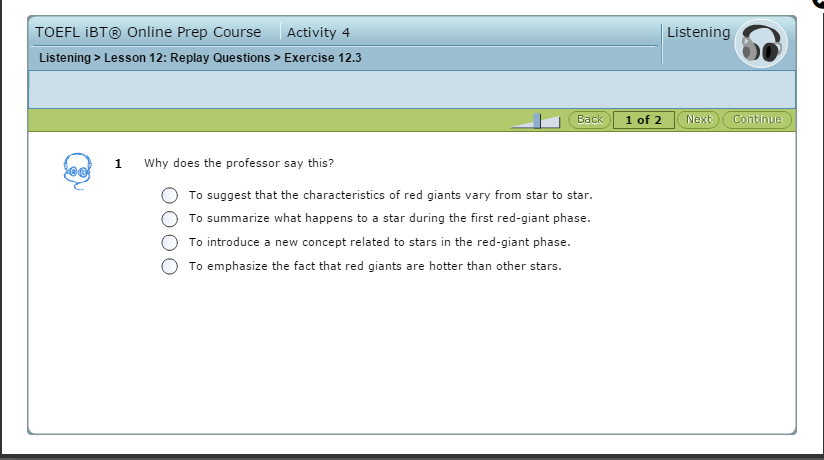 TOEFL iBT® Online Prep Course Activity 4 Listening
Listening > Lesson 12: Replay Questions > Exercise 12.3
Back 1 of 2 Next Continue
1 Why does the professor say this?
To suggest that the characteristics of red giants vary from star to star.
To summarize what happens to a star during the first red-giant phase.
To introduce a new concept related to stars in the red-giant phase.
To emphasize the fact that red giants are hotter than other stars.